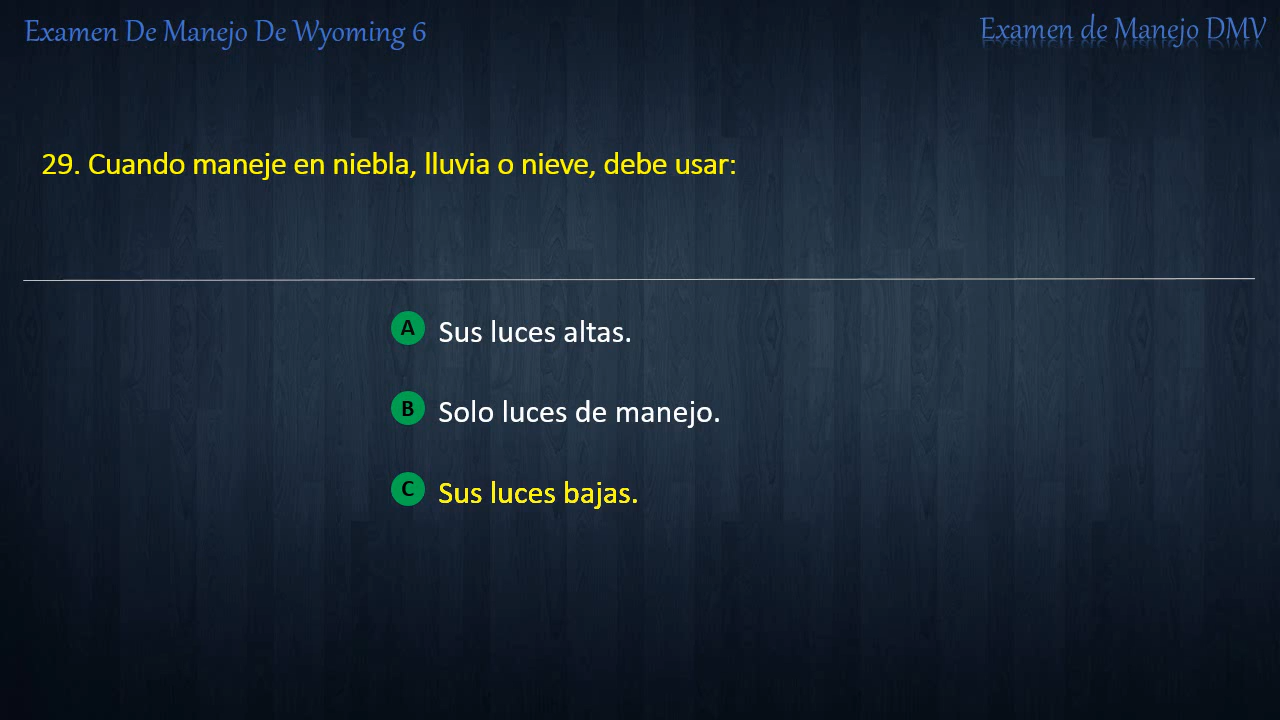 Examen De Manejo De Wyoming 6
Examen de Manejo DMV
29. Cuando maneje en niebla, lluvia o nieve, debe usar:
A Sus luces altas.
B Solo luces de manejo.
C Sus luces bajas.